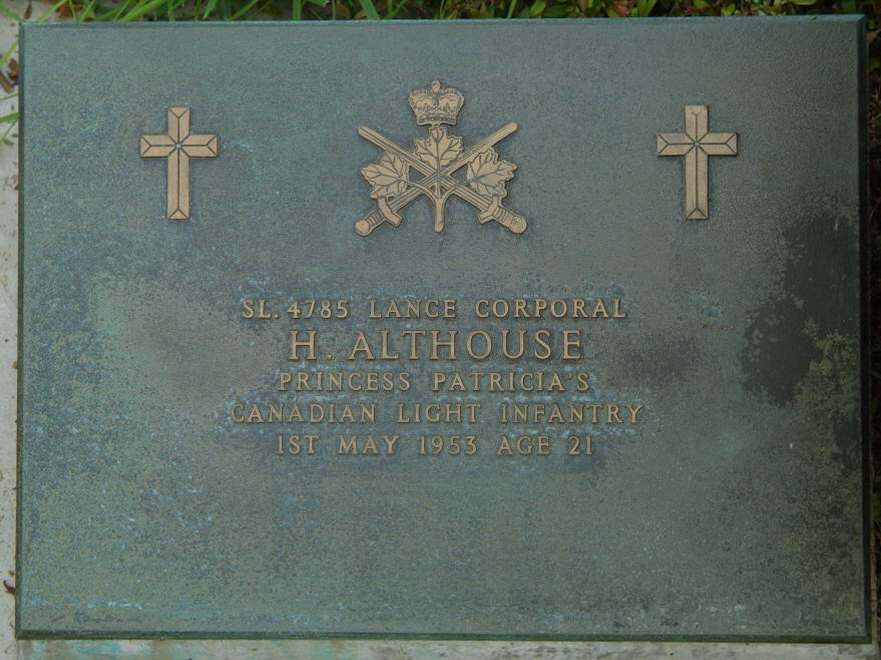 SL. 4785 LANCE CORPORAL
H. ALTHOUSE
PRINCESS PATRICIA'S
CANADIAN LIGHT INFANTRY
1ST MAY 1953 AGE 21